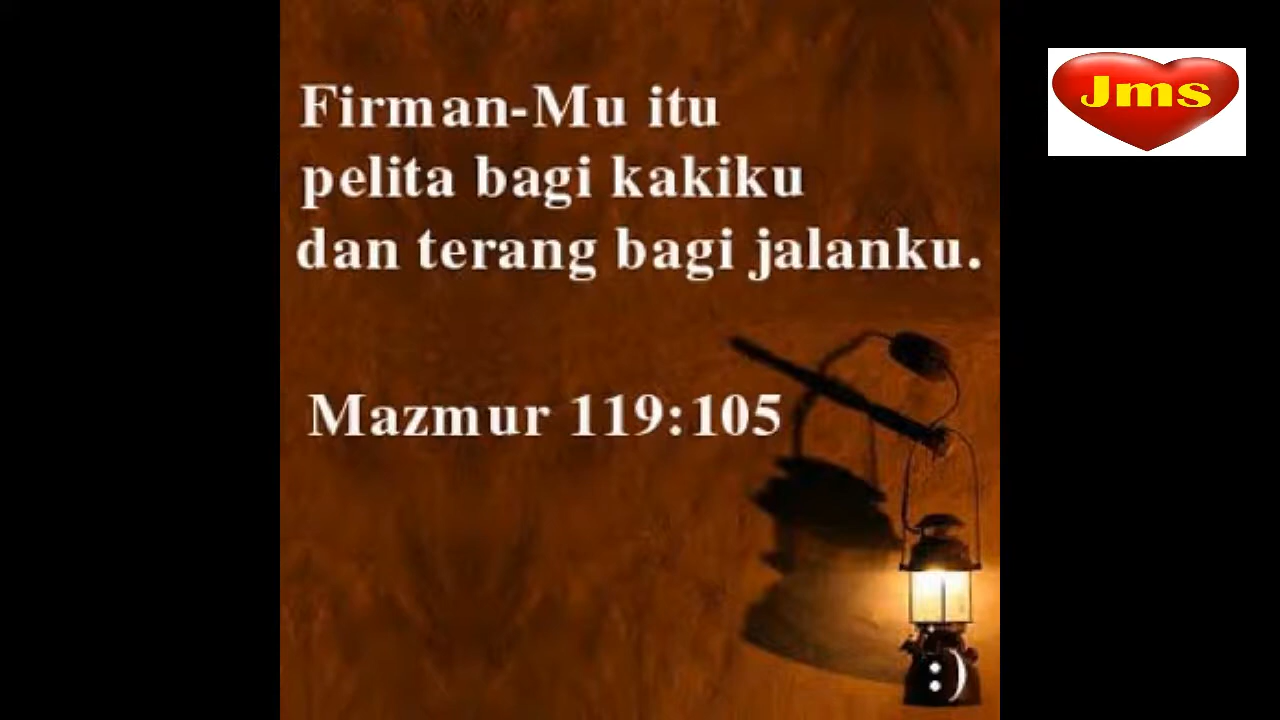 Firman-Mu itu
pelita bagi kakiku
dan terang bagi jalanku.
Mazmur 119:105
:)
Jms